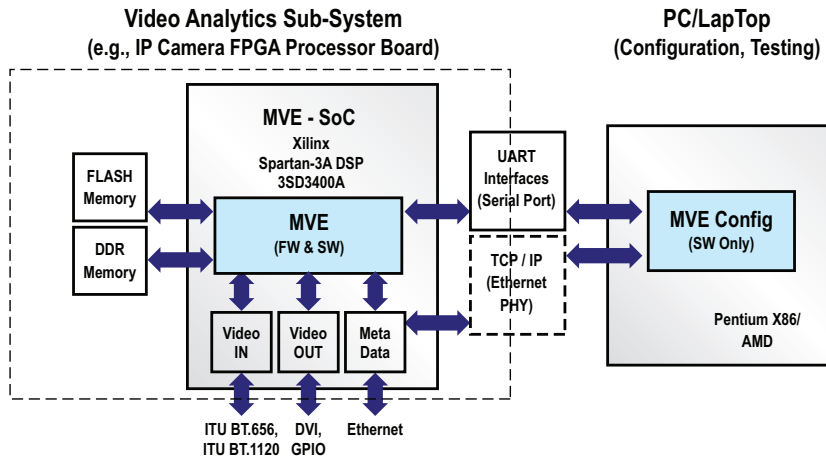 Video Analytics Sub-System
(e.g., IP Camera FPGA Processor Board)
PC/LapTop
(Configuration, Testing)
MVE - SoC
Xilinx
Spartan-3A DSP
3SD3400A
FLASH
Memory
DDR
Memory
MVE
(FW & SW)
Video
IN
Video
OUT
Meta
Data
ITU BT.656,
ITU BT.1120
DVI,
GPIO
Ethernet
UART
Interfaces
(Serial Port)
TCP / IP
(Ethernet
PHY)
MVE Config
(SW Only)
Pentium X86/
AMD